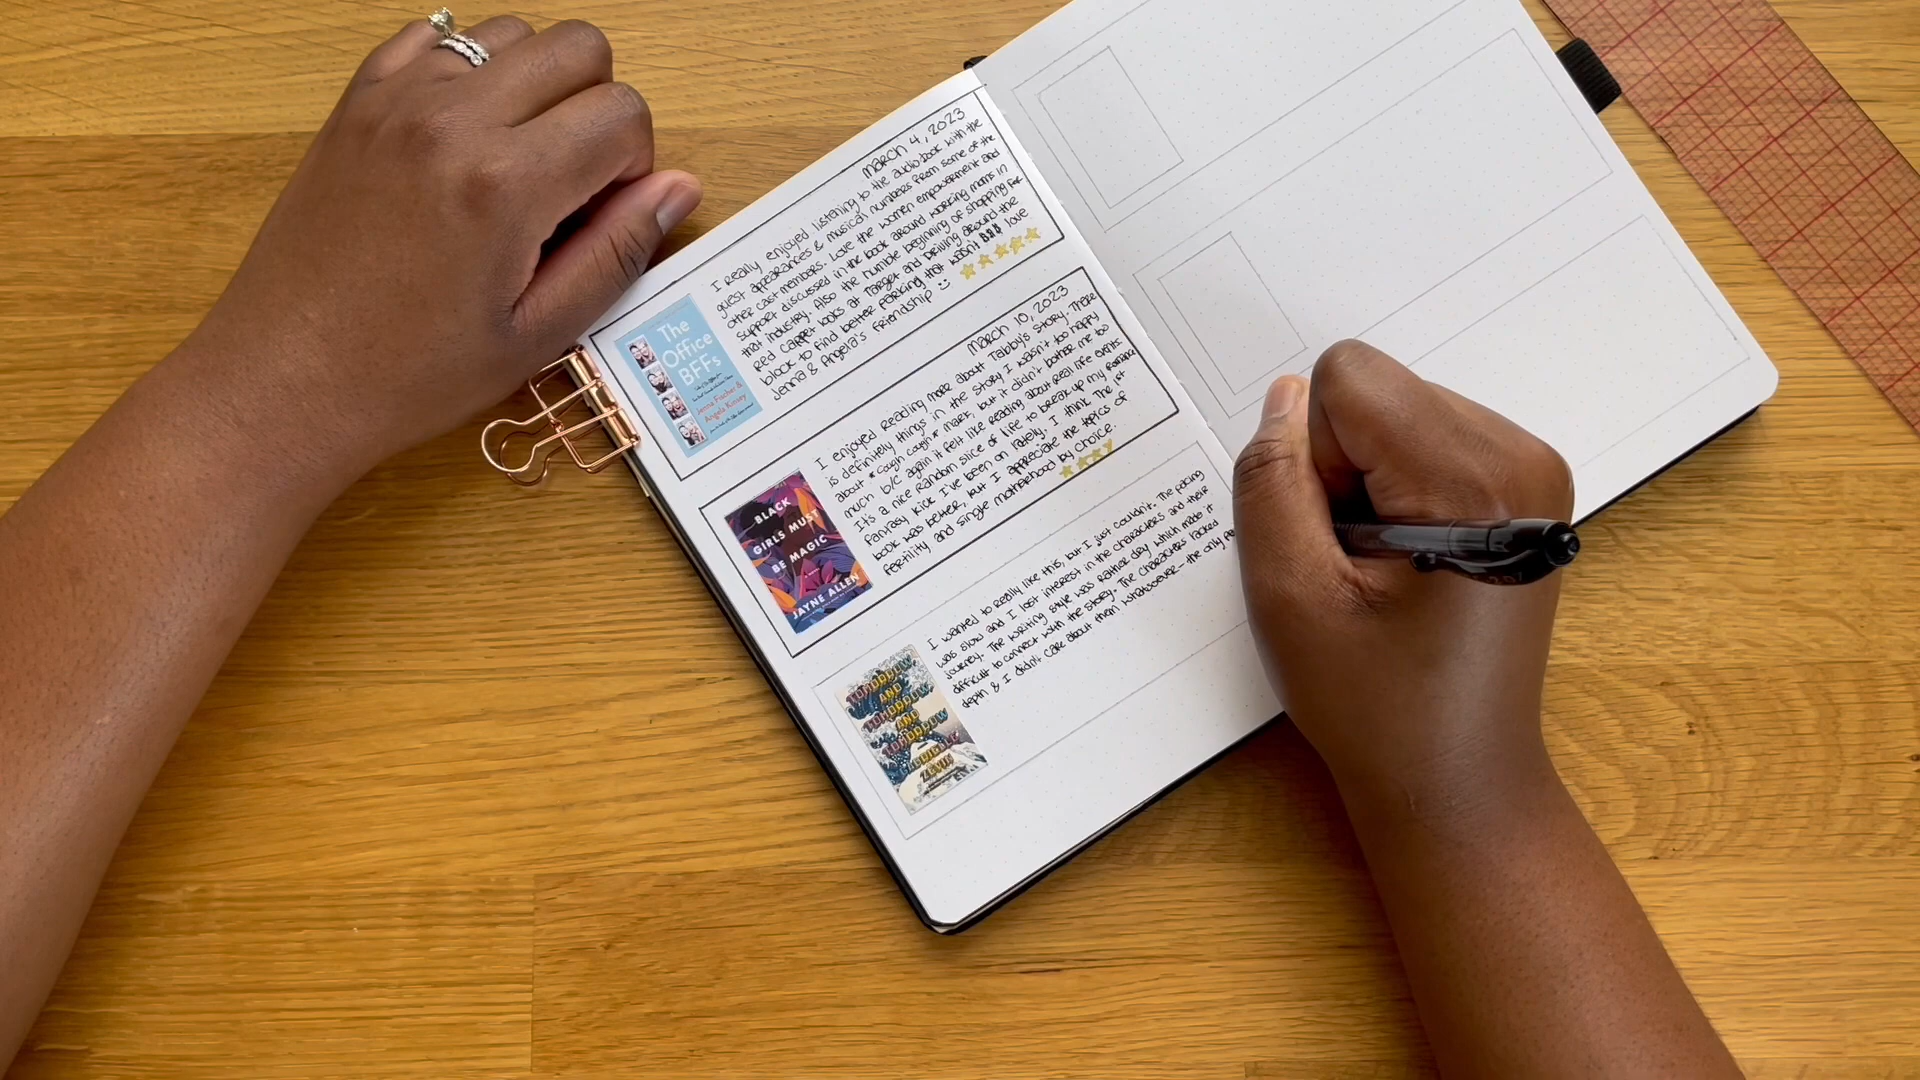 March 4, 2023
I really enjoyed listening to the audiobook with the
guest appearances & musical numbers from some of the
other castmembers. Love the women empowerment and
support discussed in the book around working moms in
that industry. Also the humble beginning of shopping for
red carpet looks at Target and driving around the
block to find better parking that wasn't $$$ love
Jenna & Angela's friendship
The
Office
BFFs
Jenna Fischer &
Angela Kinsey
March 10, 2023
I enjoyed reading more about Tabby's story. There
is definitely things in the story I wasn't too happy
about *cough cough* Mark, but it didn't bother me too
much b/c again it felt like reading about real life events
It's a nice random slice of life to break up my romance
fantasy kick I've been on lately. I think the 1st
book was better, but I appreciate the topics of
fertility and single motherhood by choice.
BLACK
GIRLS MUST
BE MAGIC
JAYNE ALLEN
I wanted to really like this, but I just couldn't. The pacing
was slow and I lost interest in the characters and their
journey. The writing style was rather dry which made it
difficult to connect with the story. The characters lacked
depth & I didn't care about them whatsoever - the only
TOMORROW,
AND
TOMORROW,
AND
TOMORROW
GABRIELLE
ZEVIN